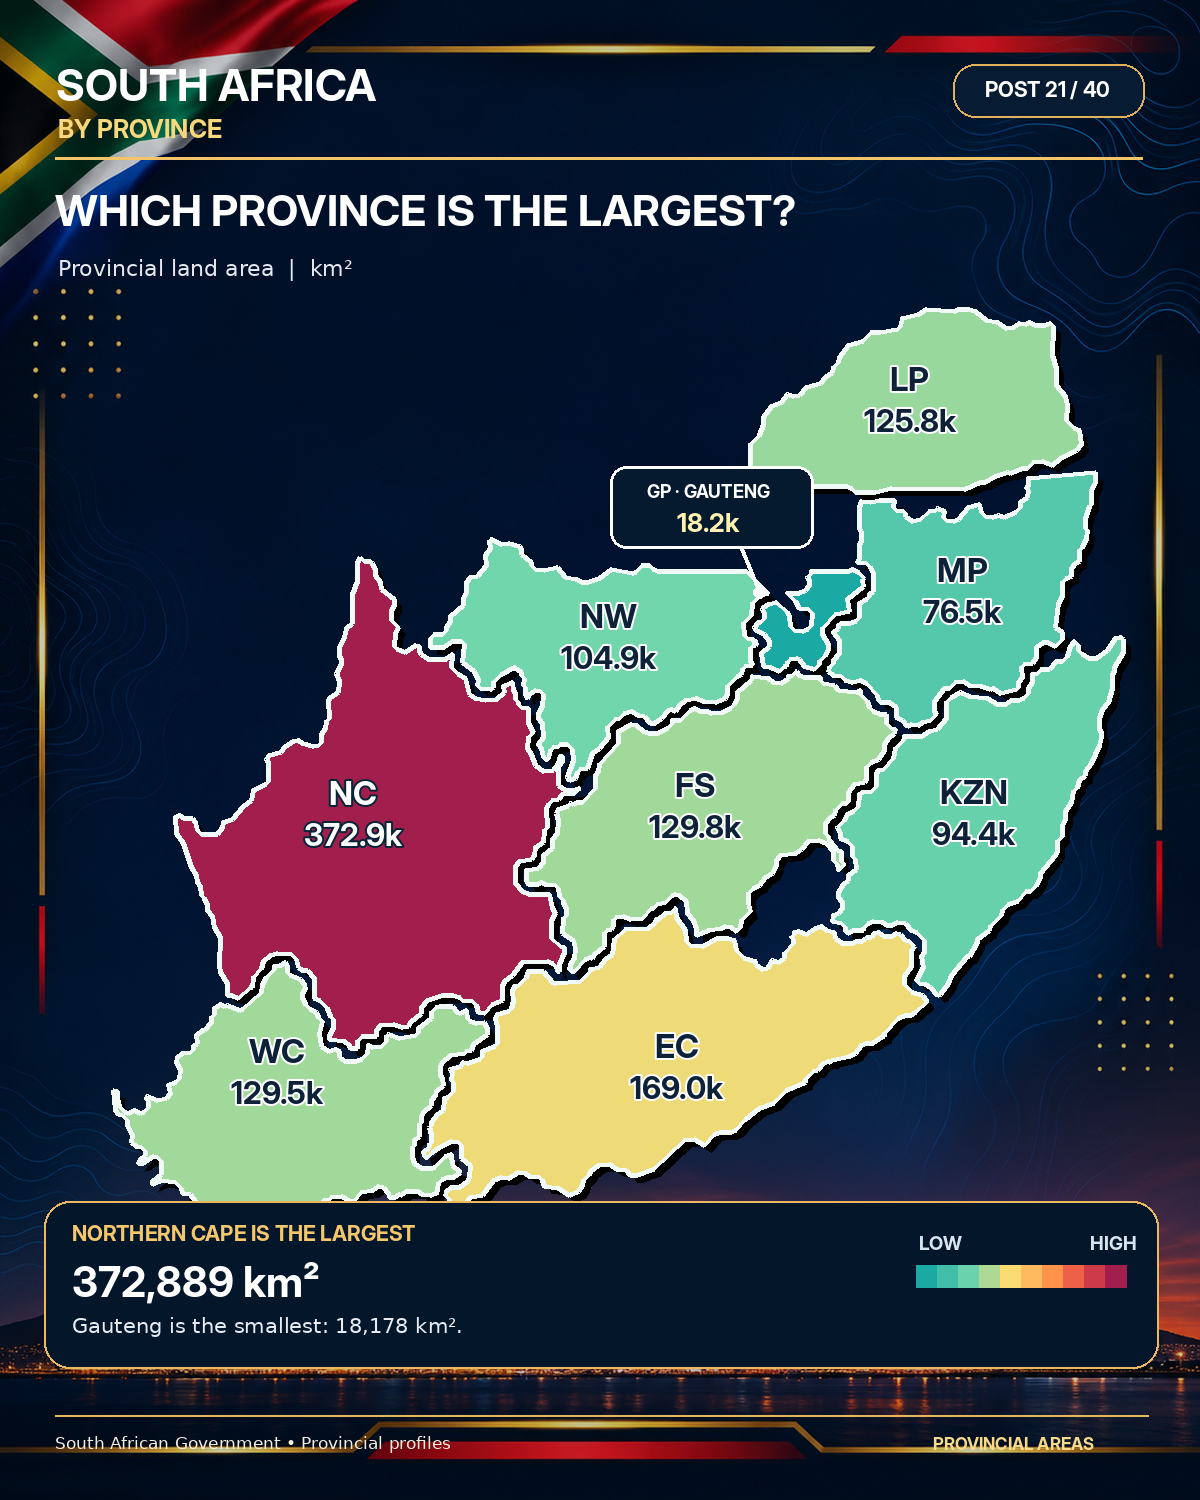 SOUTH AFRICA
BY PROVINCE
POST 21 / 40
WHICH PROVINCE IS THE LARGEST?
Provincial land area | km²
LP
125.8k
GP · GAUTENG
18.2k
MP
76.5k
NW
104.9k
NC
372.9k
FS
129.8k
KZN
94.4k
WC
129.5k
EC
169.0k
NORTHERN CAPE IS THE LARGEST
372,889 km²
Gauteng is the smallest: 18,178 km².
LOW
HIGH
South African Government • Provincial profiles
PROVINCIAL AREAS